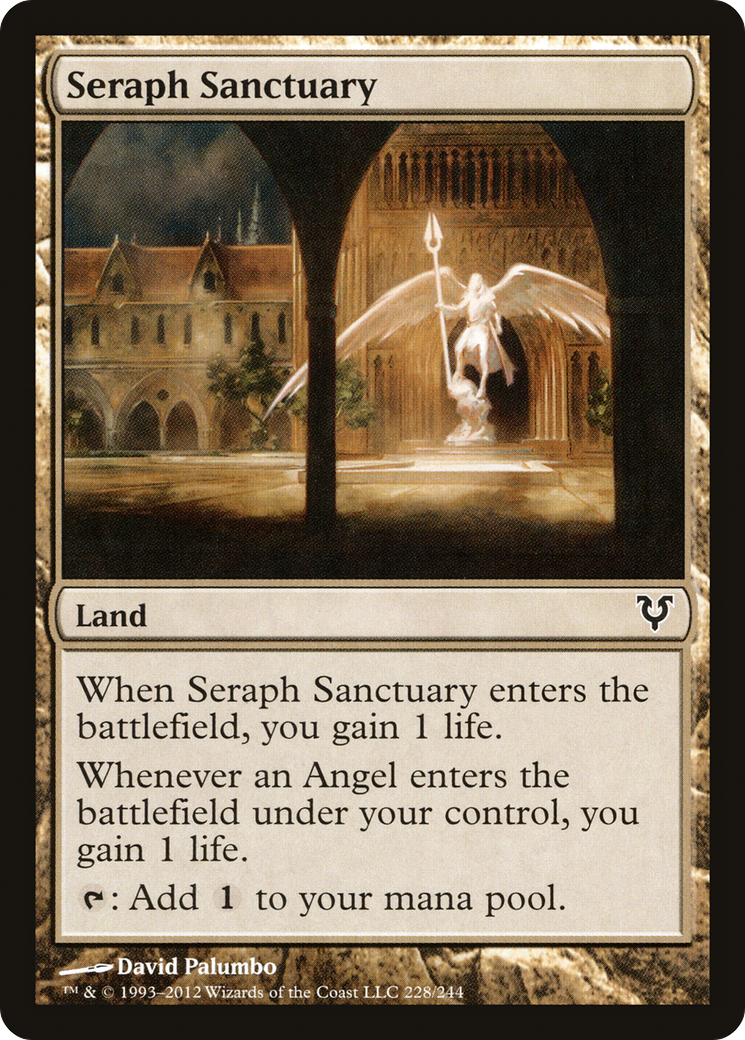 Seraph Sanctuary
Land
When Seraph Sanctuary enters the
battlefield, you gain 1 life.
Whenever an Angel enters the
battlefield under your control, you
gain 1 life.
: Add 1 to your mana pool.
David Palumbo
™ & © 1993–2012 Wizards of the Coast LLC 228/244